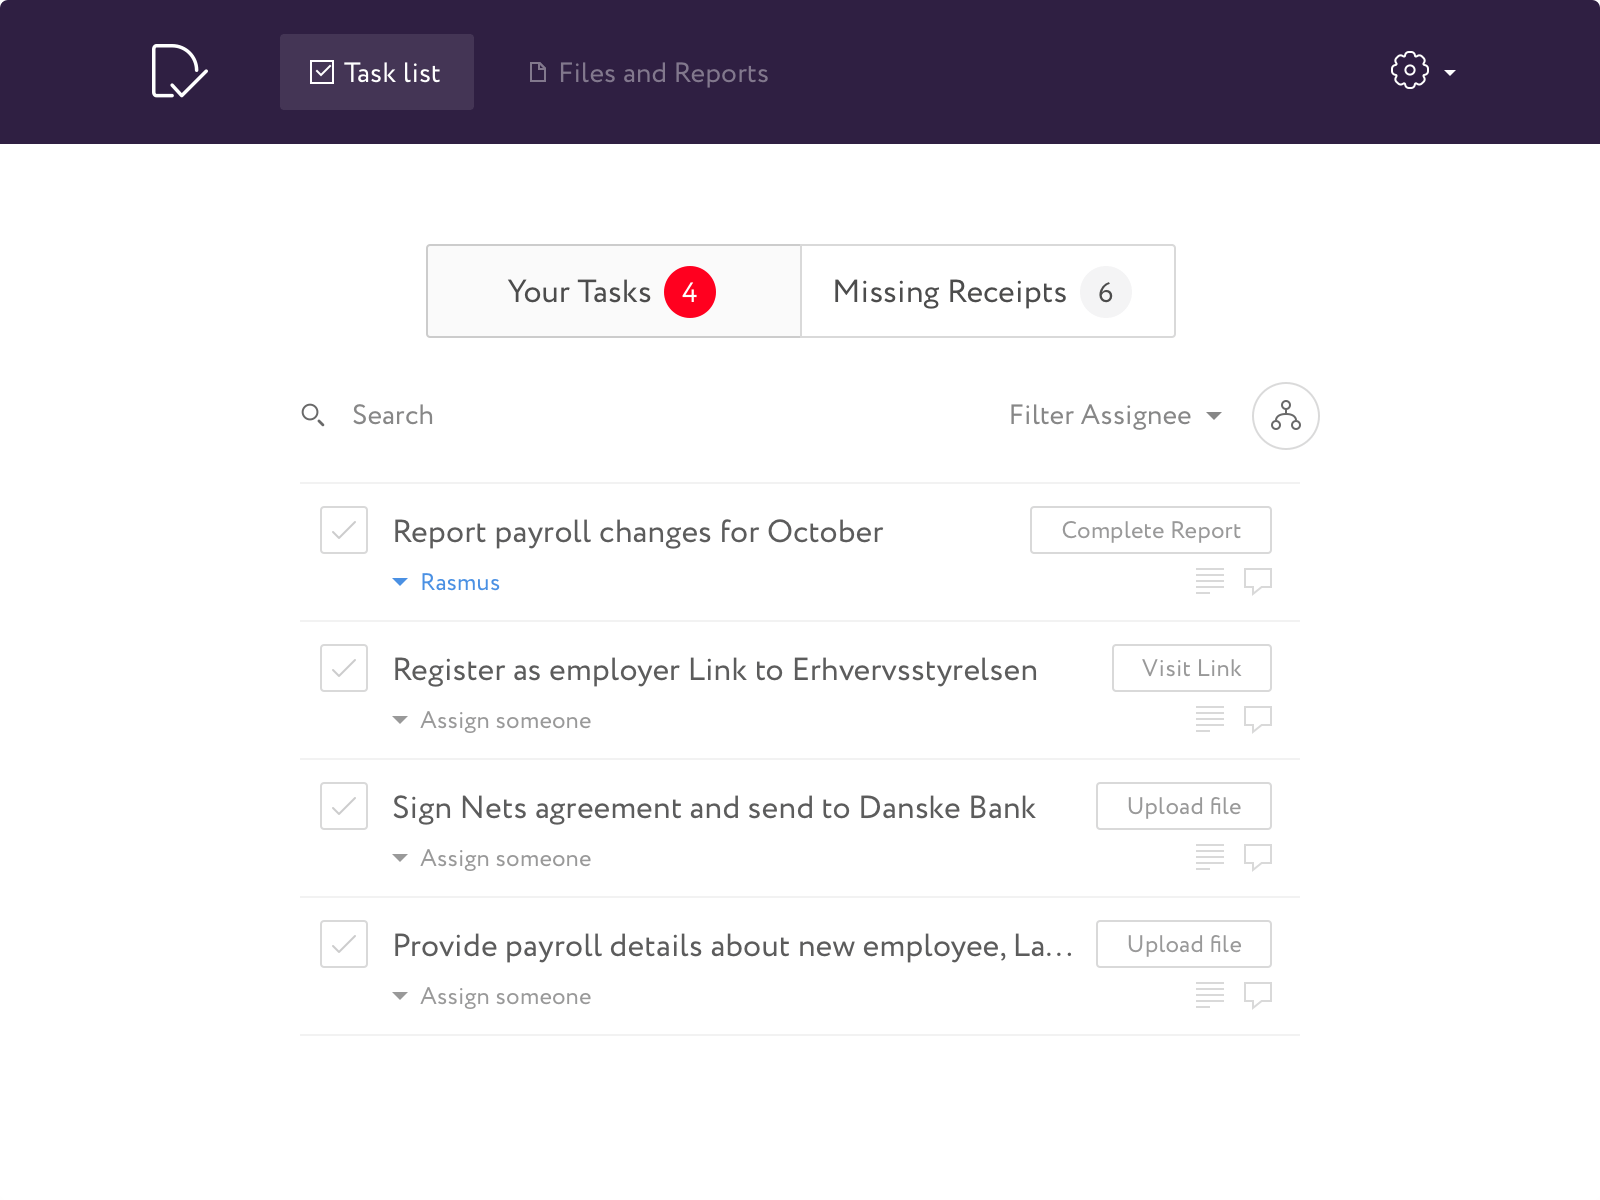 Task list
Files and Reports
Your Tasks 4
Missing Receipts 6
Search
Filter Assignee
Report payroll changes for October
Complete Report
Rasmus
Register as employer Link to Erhvervsstyrelsen
Visit Link
Assign someone
Sign Nets agreement and send to Danske Bank
Upload file
Assign someone
Provide payroll details about new employee, La...
Upload file
Assign someone